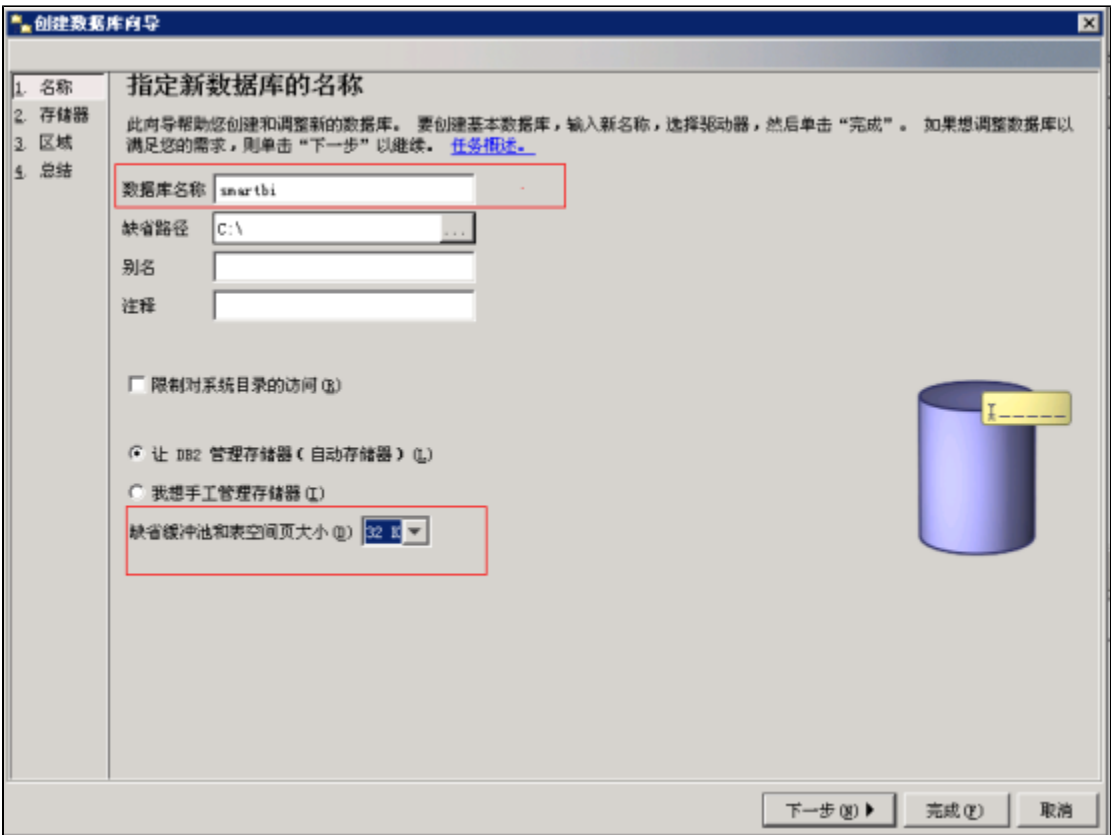 创建数据库向导
1. 名称
2. 存储器
3. 区域
4. 总结
指定新数据库的名称
此向导帮助您创建和调整新的数据库。 要创建基本数据库，输入新名称，选择驱动器，然后单击“完成”。 如果想调整数据库以
满足您的需求，则单击“下一步”以继续。 任务概述。
数据库名称 smartbi
缺省路径 C:\ ...
别名
注释
限制对系统目录的访问(R)
让 DB2 管理存储器(自动存储器)(L)
我想手工管理存储器(I)
缺省缓冲池和表空间页大小(D) 32 K
下一步(N) 完成(F) 取消